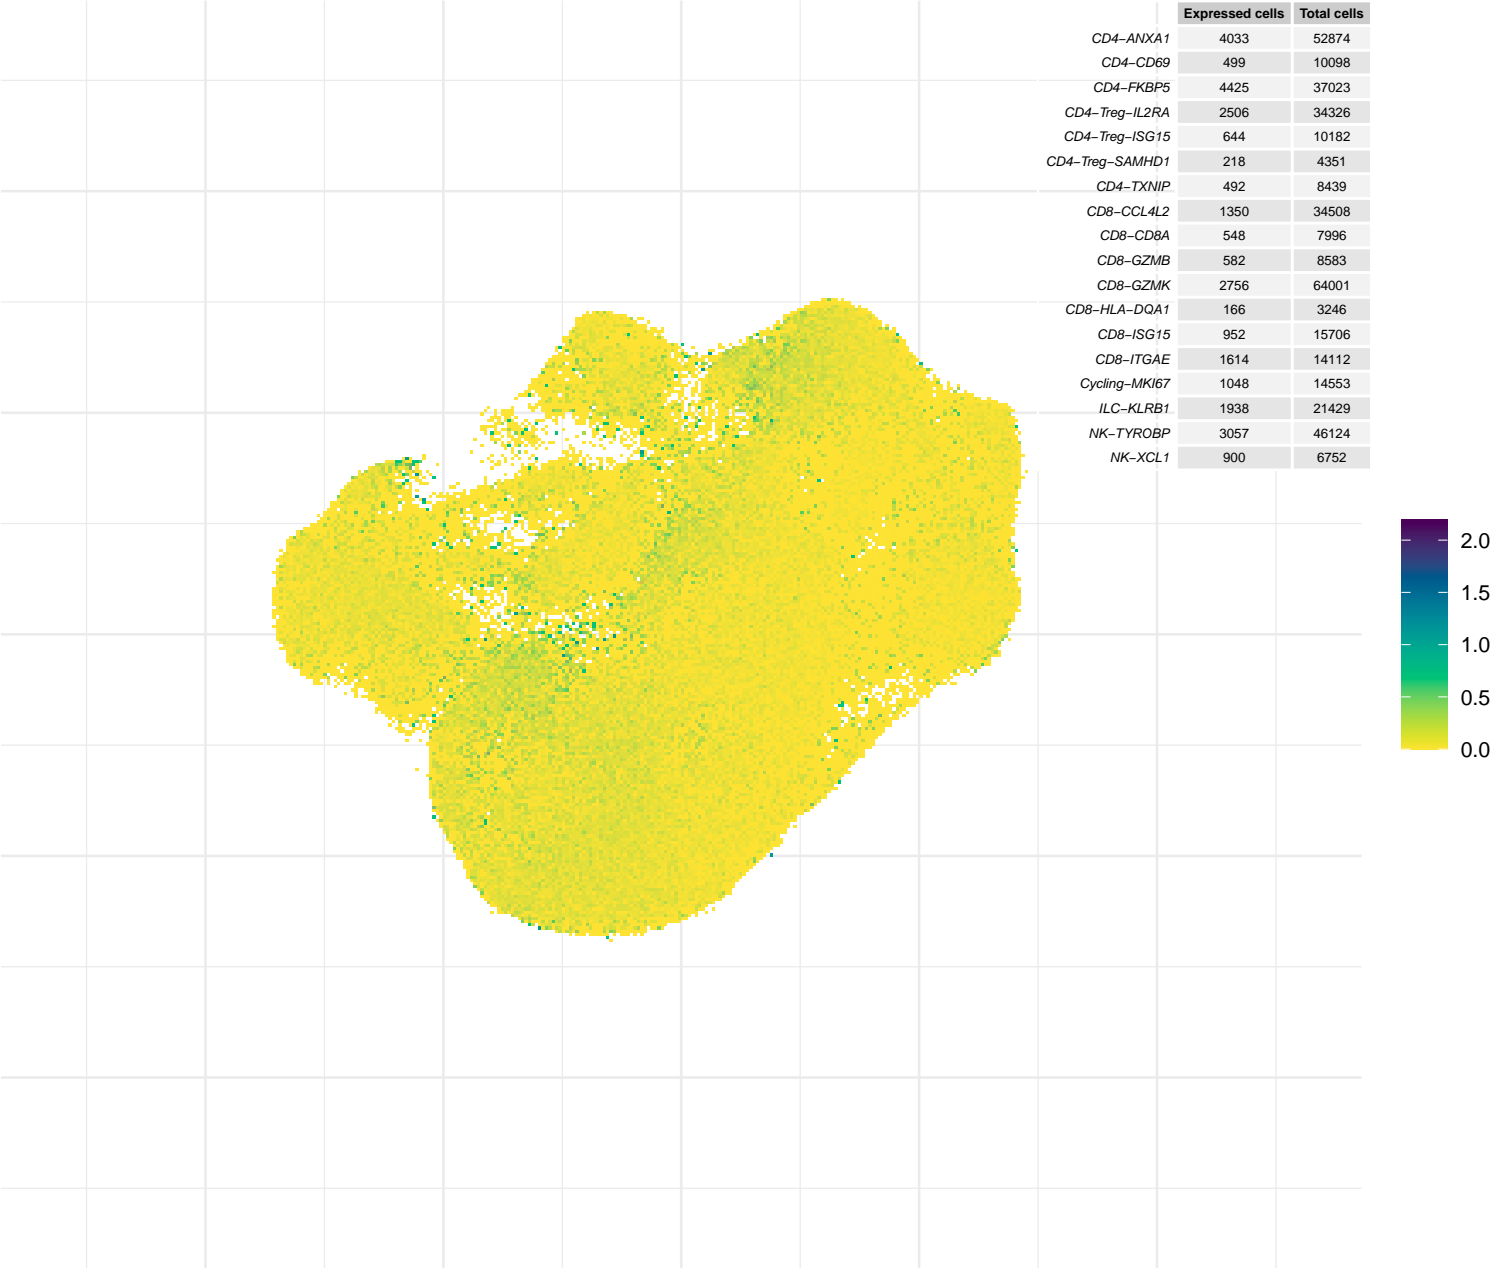 Expressed cells Total cells
CD4−ANXA1 4033 52874
CD4−CD69 499 10098
CD4−FKBP5 4425 37023
CD4−Treg−IL2RA 2506 34326
CD4−Treg−ISG15 644 10182
CD4−Treg−SAMHD1 218 4351
CD4−TXNIP 492 8439
CD8−CCL4L2 1350 34508
CD8−CD8A 548 7996
CD8−GZMB 582 8583
CD8−GZMK 2756 64001
CD8−HLA−DQA1 166 3246
CD8−ISG15 952 15706
CD8−ITGAE 1614 14112
Cycling−MKI67 1048 14553
ILC−KLRB1 1938 21429
NK−TYROBP 3057 46124
NK−XCL1 900 6752
2.0
1.5
1.0
0.5
0.0